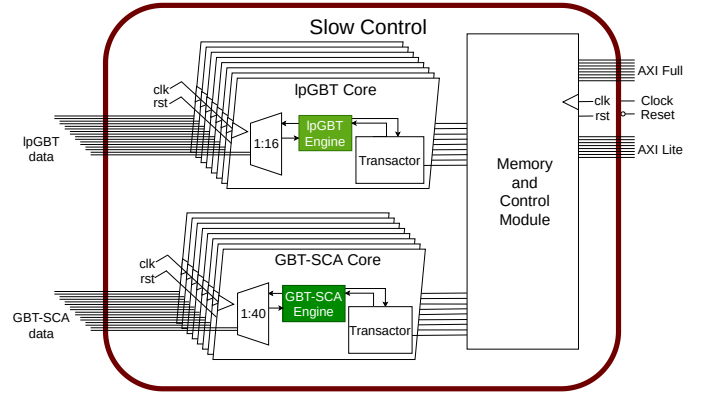 Slow Control
lpGBT Core
clk
rst
lpGBT
data
1:16
lpGBT
Engine
Transactor
GBT-SCA Core
clk
rst
GBT-SCA
data
1:40
GBT-SCA
Engine
Transactor
Memory
and
Control
Module
clk
rst
AXI Full
Clock
Reset
AXI Lite